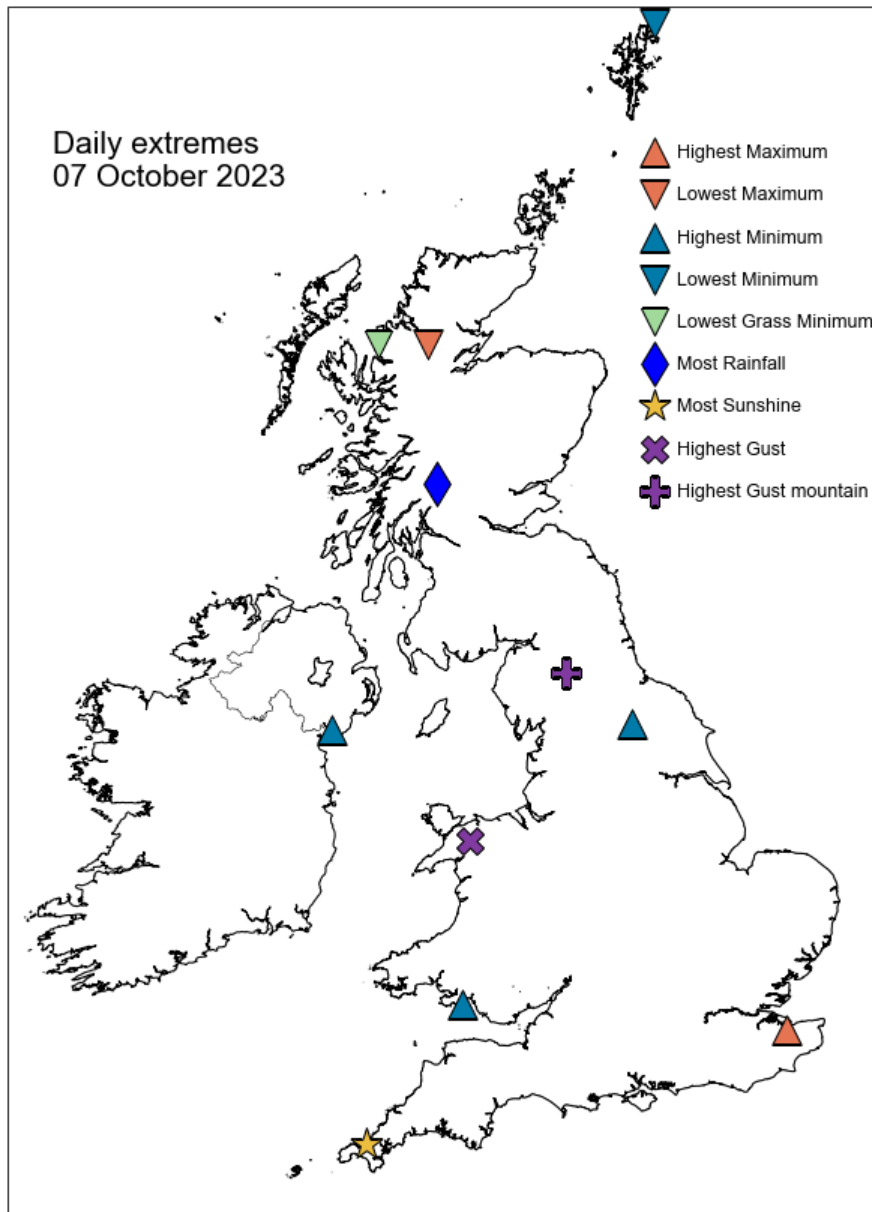 Daily extremes
07 October 2023
Highest Maximum
Lowest Maximum
Highest Minimum
Lowest Minimum
Lowest Grass Minimum
Most Rainfall
Most Sunshine
Highest Gust
Highest Gust mountain